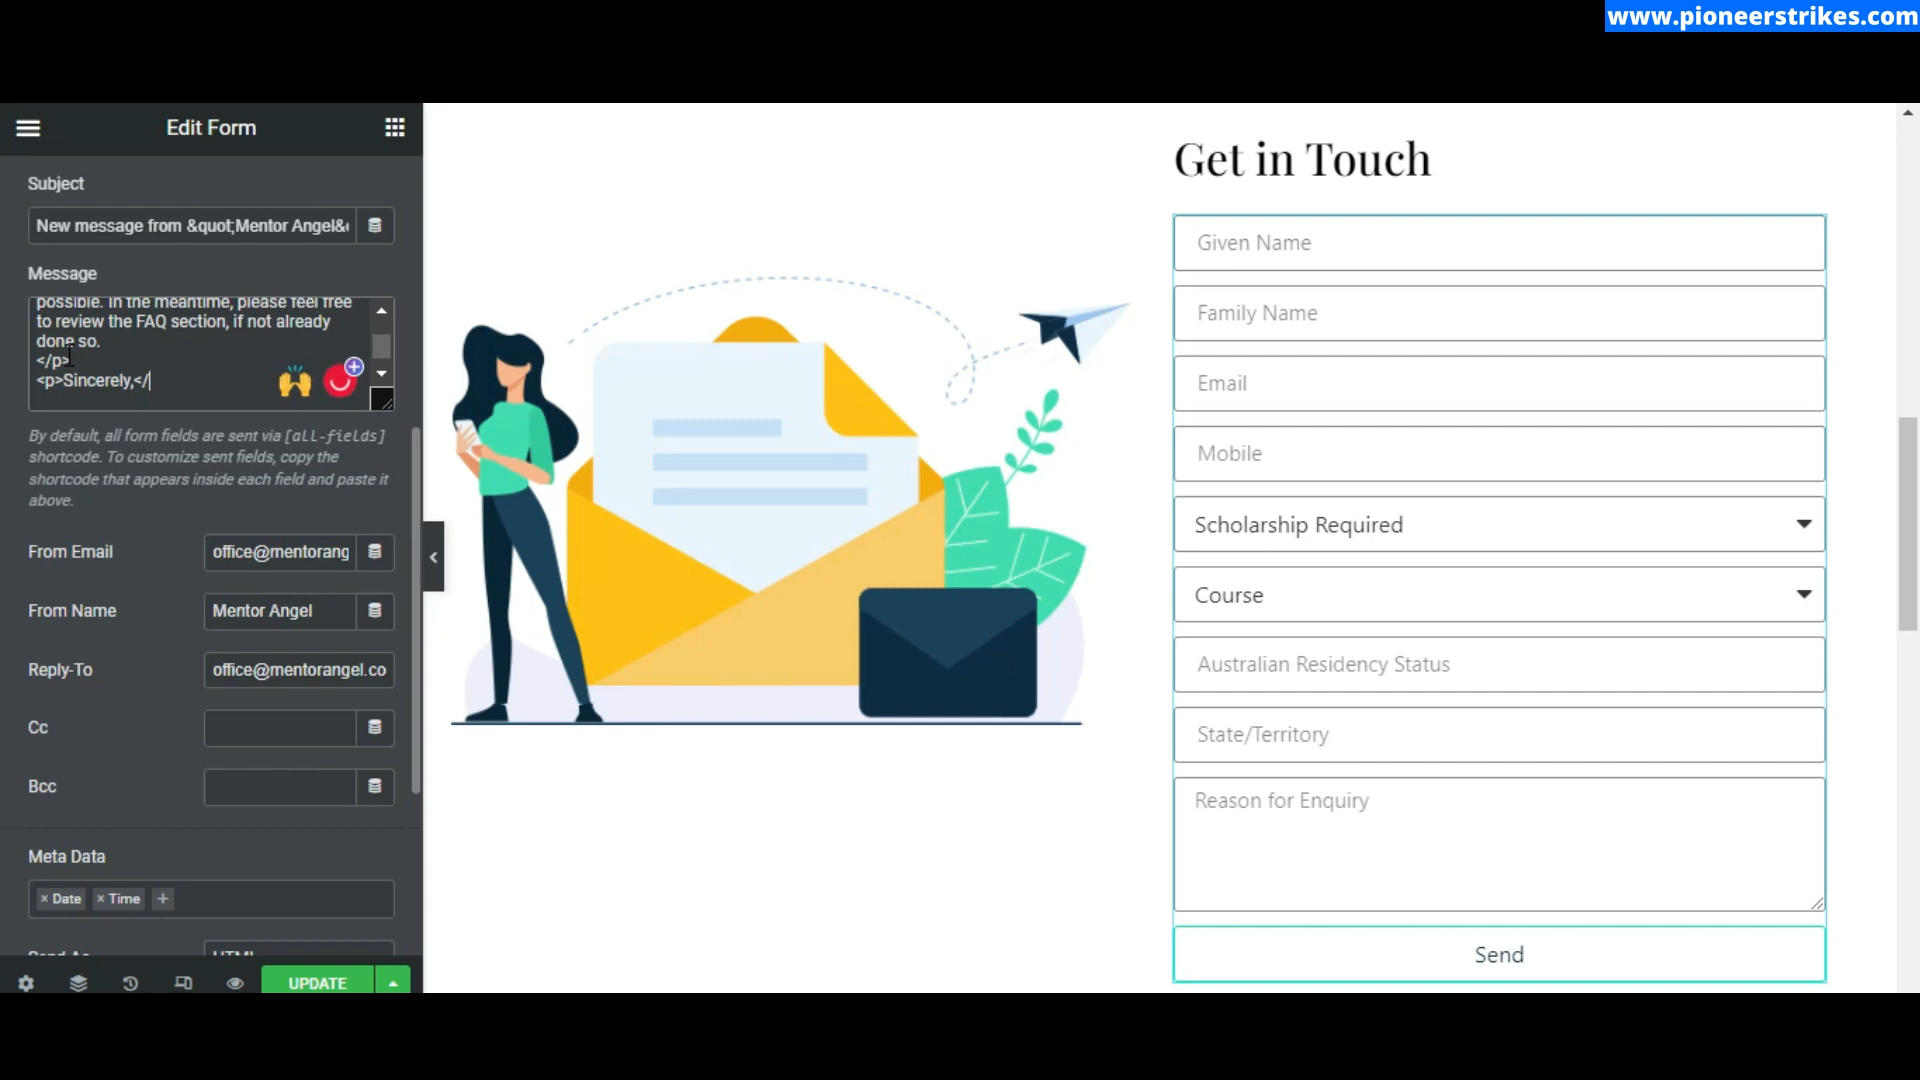 www.pioneerstrikes.com
Edit Form
Subject
New message from &quot;Mentor Angel&
Message
possible. In the meantime, please feel free
to review the FAQ section, if not already
done so.
</p>
<p>Sincerely,</
By default, all form fields are sent via [all-fields]
shortcode. To customize sent fields, copy the
shortcode that appears inside each field and paste it
above.
From Email
office@mentorang
From Name
Mentor Angel
Reply-To
office@mentorangel.co
Cc
Bcc
Meta Data
× Date × Time +
Send As
HTML
UPDATE
Get in Touch
Given Name
Family Name
Email
Mobile
Scholarship Required
Course
Australian Residency Status
State/Territory
Reason for Enquiry
Send